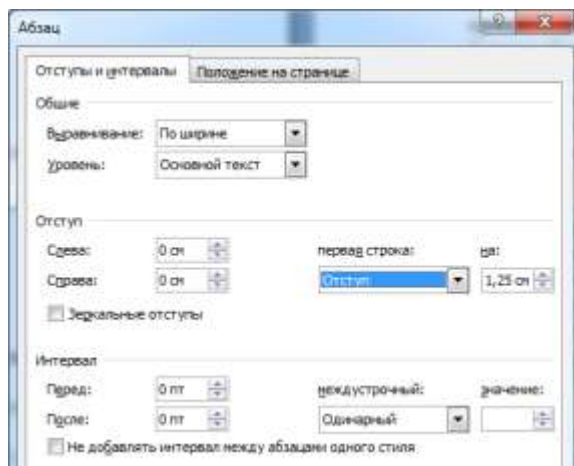 Абзац
Отступы и интервалы Положение на странице
Общие
Выравнивание: По ширине
Уровень: Основной текст
Отступ
Слева: 0 см первая строка: на:
Справа: 0 см Отступ 1,25 см
Зеркальные отступы
Интервал
Перед: 0 пт междустрочный: значение:
После: 0 пт Одинарный
Не добавлять интервал между абзацами одного стиля